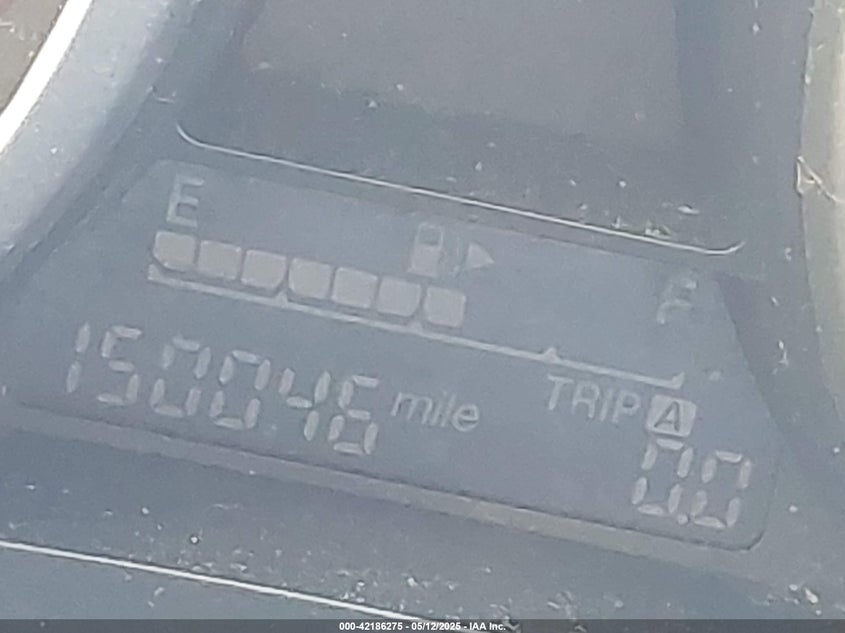 E F
150046 mile TRIP A
0.0
000-42186275 - 05/12/2025 - IAA Inc.